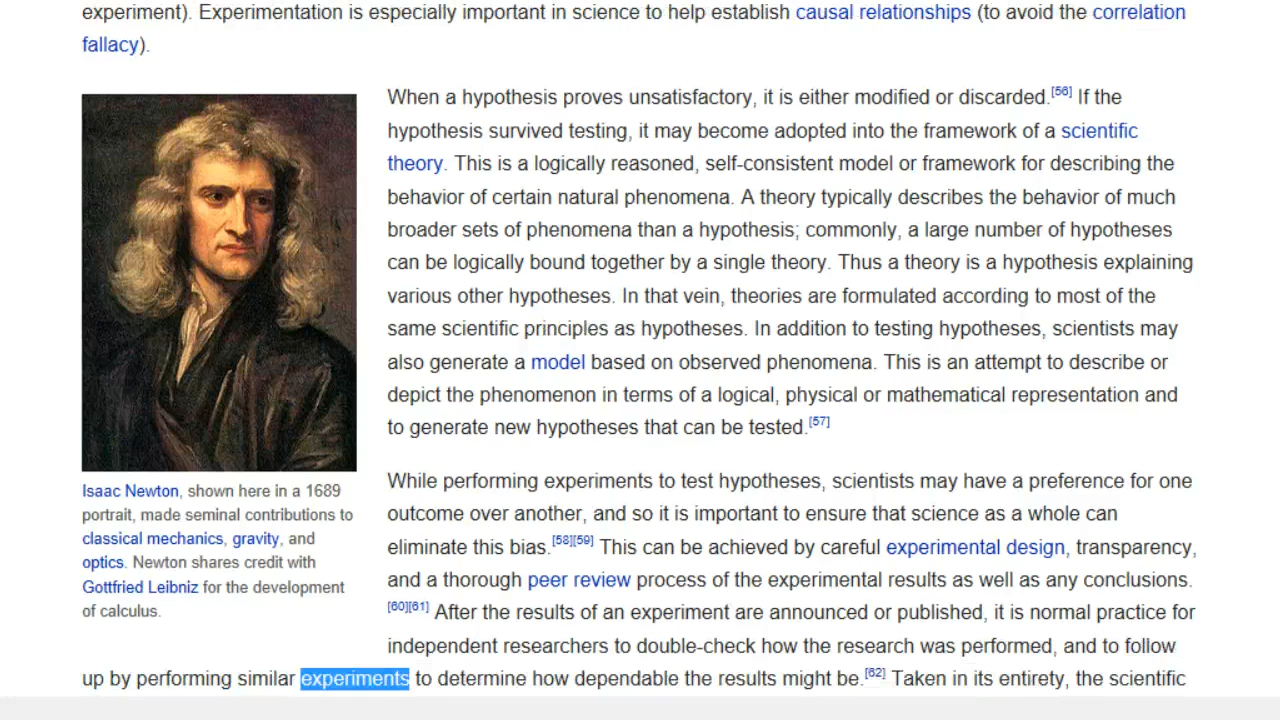 experiment). Experimentation is especially important in science to help establish causal relationships (to avoid the correlation
fallacy).
When a hypothesis proves unsatisfactory, it is either modified or discarded.[56] If the
hypothesis survived testing, it may become adopted into the framework of a scientific
theory. This is a logically reasoned, self-consistent model or framework for describing the
behavior of certain natural phenomena. A theory typically describes the behavior of much
broader sets of phenomena than a hypothesis; commonly, a large number of hypotheses
can be logically bound together by a single theory. Thus a theory is a hypothesis explaining
various other hypotheses. In that vein, theories are formulated according to most of the
same scientific principles as hypotheses. In addition to testing hypotheses, scientists may
also generate a model based on observed phenomena. This is an attempt to describe or
depict the phenomenon in terms of a logical, physical or mathematical representation and
to generate new hypotheses that can be tested.[57]
Isaac Newton, shown here in a 1689
portrait, made seminal contributions to
classical mechanics, gravity, and
optics. Newton shares credit with
Gottfried Leibniz for the development
of calculus.
While performing experiments to test hypotheses, scientists may have a preference for one
outcome over another, and so it is important to ensure that science as a whole can
eliminate this bias.[58][59] This can be achieved by careful experimental design, transparency,
and a thorough peer review process of the experimental results as well as any conclusions.
[60][61] After the results of an experiment are announced or published, it is normal practice for
independent researchers to double-check how the research was performed, and to follow
up by performing similar experiments to determine how dependable the results might be.[62] Taken in its entirety, the scientific